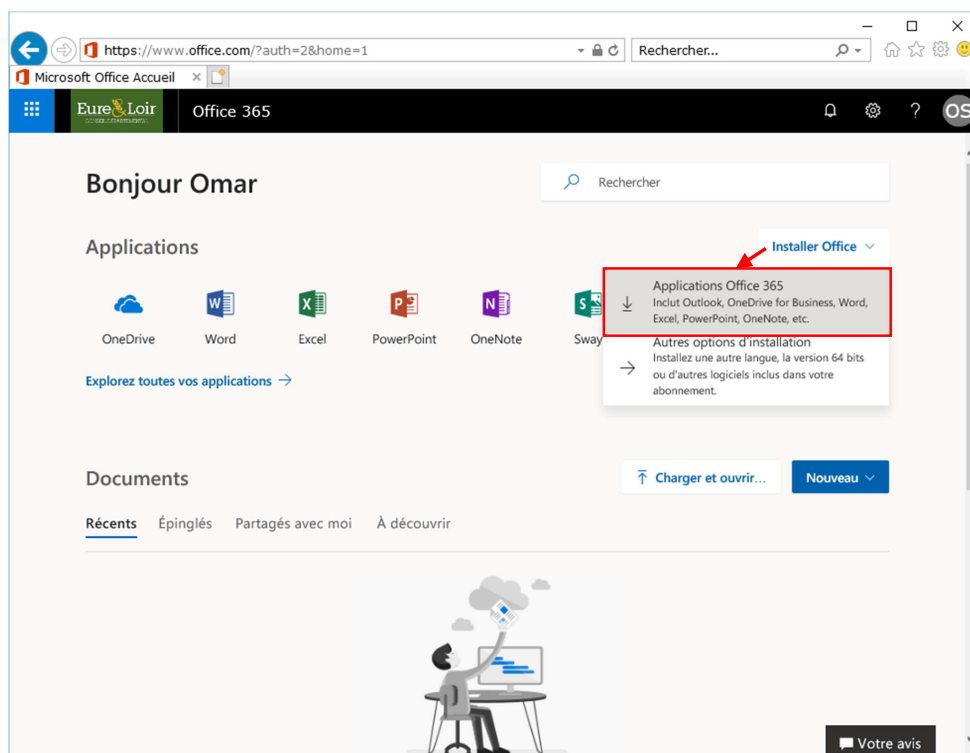 https://www.office.com/?auth=2&home=1
Rechercher...
Microsoft Office Accueil
Eure&Loir
Office 365
?
OS
Bonjour Omar
Rechercher
Applications
Installer Office
Applications Office 365
Inclut Outlook, OneDrive for Business, Word,
Excel, PowerPoint, OneNote, etc.
OneDrive
Word
Excel
PowerPoint
OneNote
Sway
Autres options d'installation
Installez une autre langue, la version 64 bits
ou d'autres logiciels inclus dans votre
abonnement.
Explorez toutes vos applications
Documents
Charger et ouvrir...
Nouveau
Récents
Épinglés
Partagés avec moi
À découvrir
Votre avis